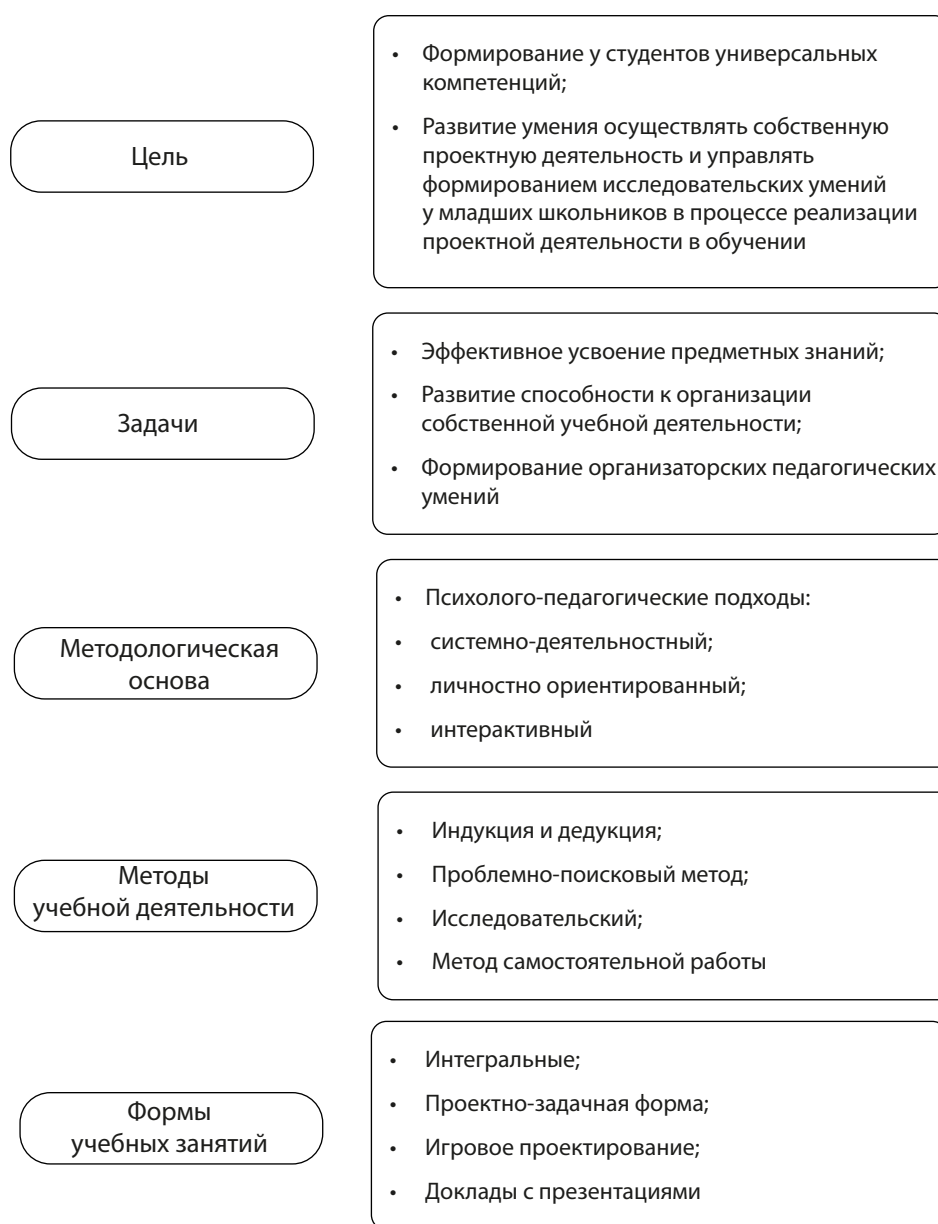 Цель
• Формирование у студентов универсальных
компетенций;
• Развитие умения осуществлять собственную
проектную деятельность и управлять
формированием исследовательских умений
у младших школьников в процессе реализации
проектной деятельности в обучении
Задачи
• Эффективное усвоение предметных знаний;
• Развитие способности к организации
собственной учебной деятельности;
• Формирование организаторских педагогических
умений
Методологическая
основа
• Психолого-педагогические подходы:
• системно-деятельностный;
• личностно ориентированный;
• интерактивный
Методы
учебной деятельности
• Индукция и дедукция;
• Проблемно-поисковый метод;
• Исследовательский;
• Метод самостоятельной работы
Формы
учебных занятий
• Интегральные;
• Проектно-задачная форма;
• Игровое проектирование;
• Доклады с презентациями